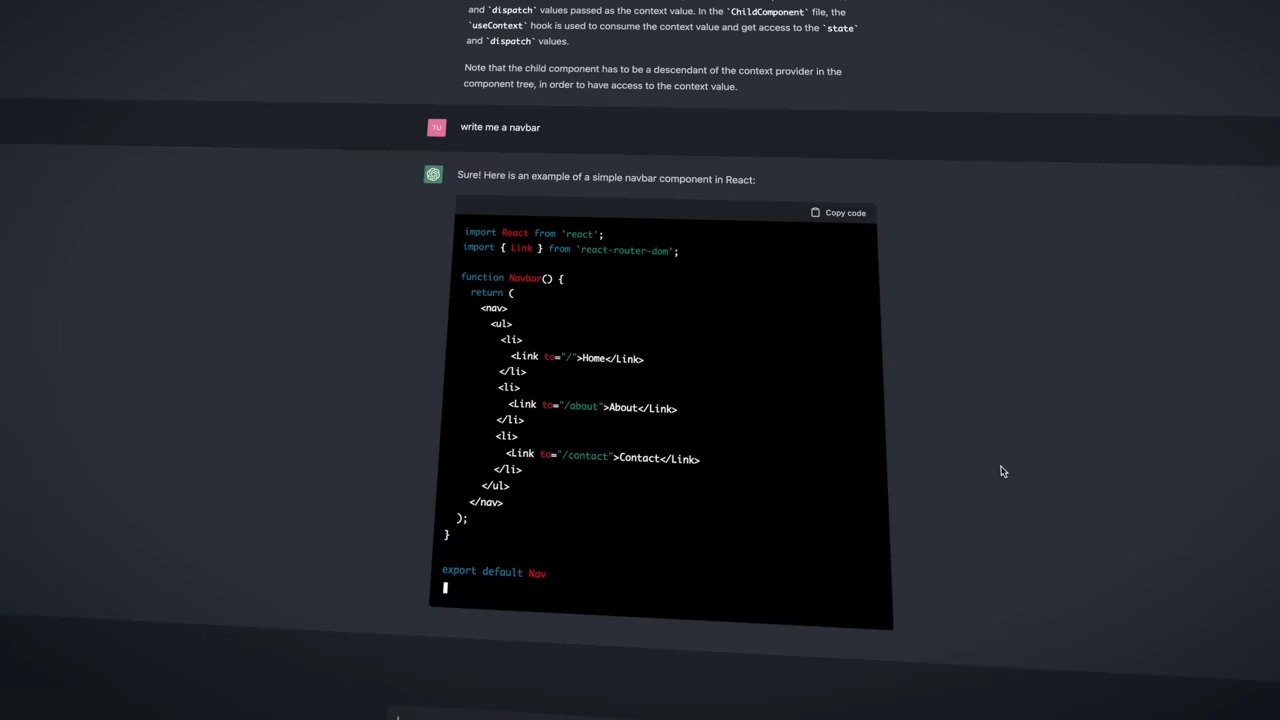 and `dispatch` values passed as the context value. In the `ChildComponent` file, the
`useContext` hook is used to consume the context value and get access to the `state`
and `dispatch` values.
Note that the child component has to be a descendant of the context provider in the
component tree, in order to have access to the context value.
TU
write me a navbar
Sure! Here is an example of a simple navbar component in React:
Copy code
import React from 'react';
import { Link } from 'react-router-dom';
function Navbar() {
return (
<nav>
<ul>
<li>
<Link to="/">Home</Link>
</li>
<li>
<Link to="/about">About</Link>
</li>
<li>
<Link to="/contact">Contact</Link>
</li>
</ul>
</nav>
);
}
export default Nav